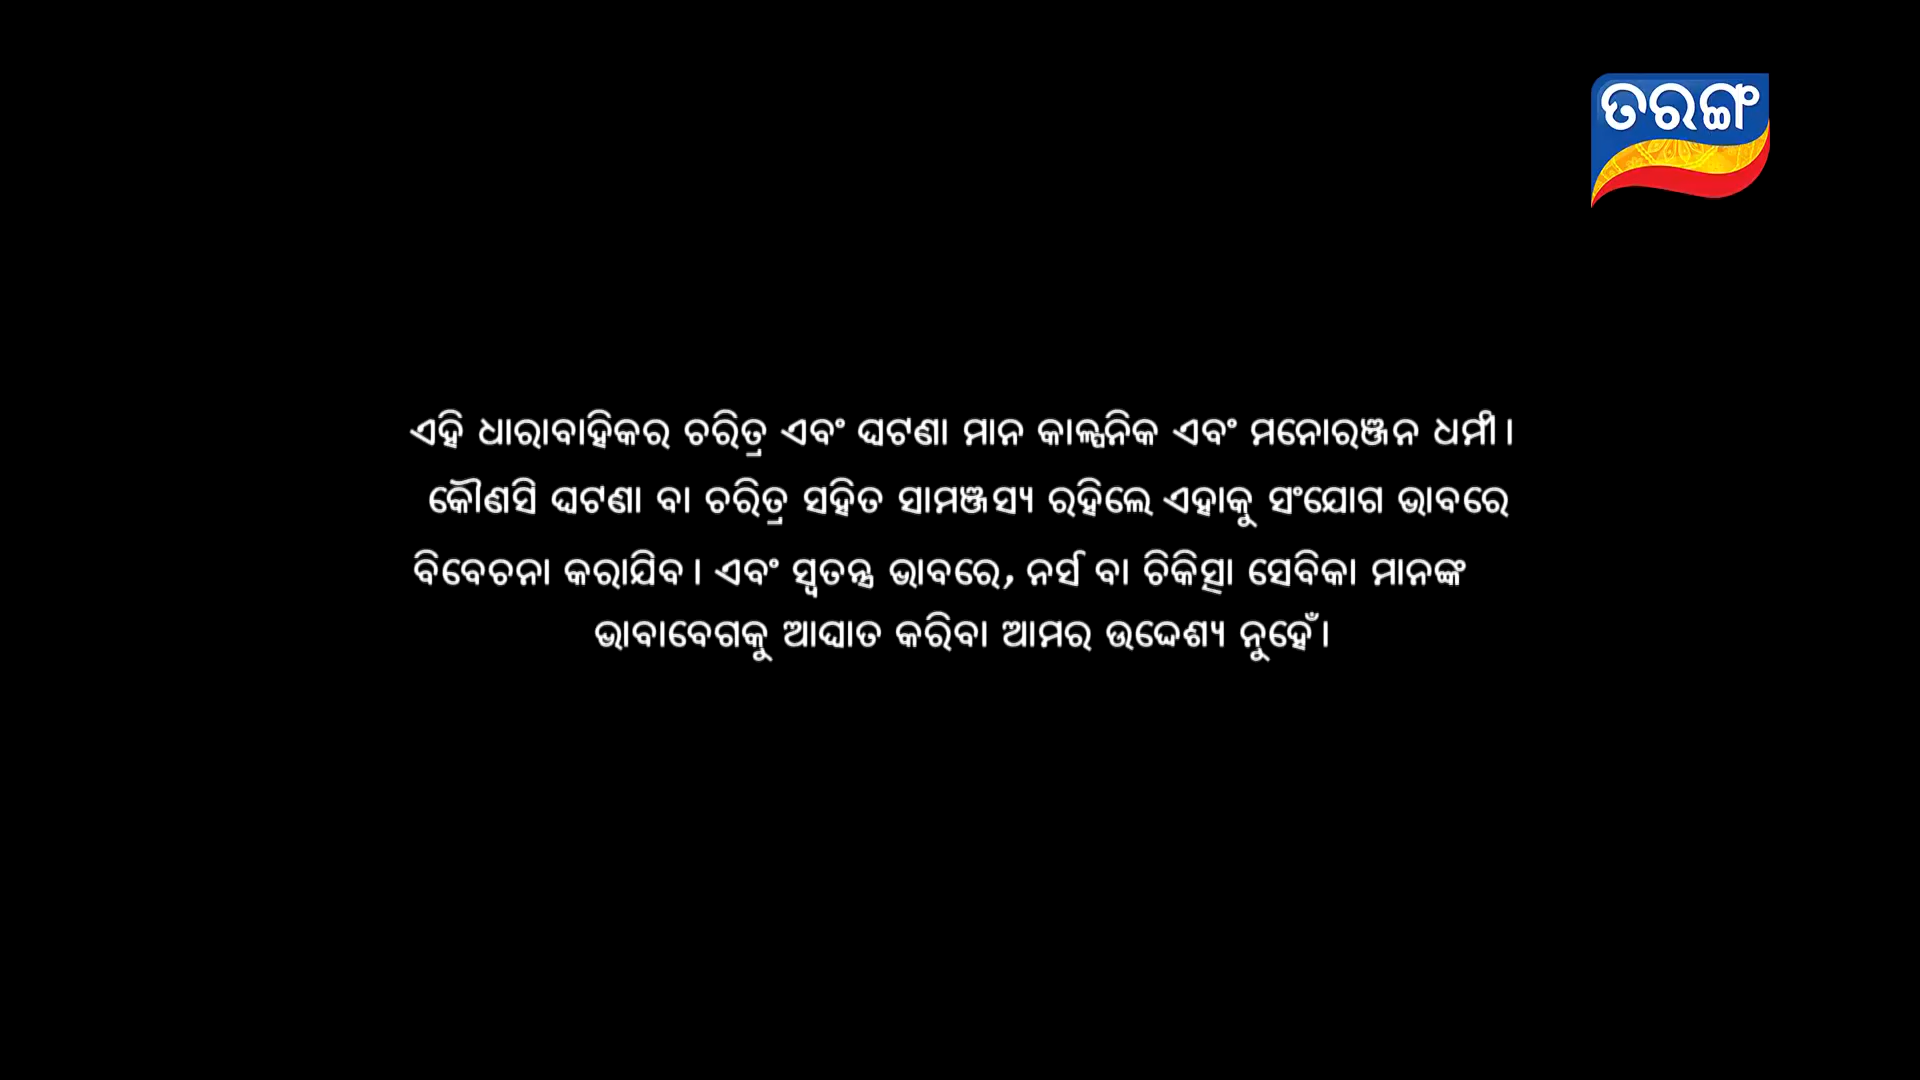 ତରଙ୍ଗ
ଏହି ଧାରାବାହିକର ଚରିତ୍ର ଏବଂ ଘଟଣା ମାନ କାଳ୍ପନିକ ଏବଂ ମନୋରଞ୍ଜନ ଧର୍ମୀ ।
କୌଣସି ଘଟଣା ବା ଚରିତ୍ର ସହିତ ସାମଞ୍ଜସ୍ୟ ରହିଲେ ଏହାକୁ ସଂଯୋଗ ଭାବରେ
ବିବେଚନା କରାଯିବ । ଏବଂ ସ୍ୱତନ୍ତ୍ର ଭାବରେ, ନର୍ସ ବା ଚିକିତ୍ସା ସେବିକା ମାନଙ୍କ
ଭାବାବେଗକୁ ଆଘାତ କରିବା ଆମର ଉଦ୍ଦେଶ୍ୟ ନୁହେଁ ।